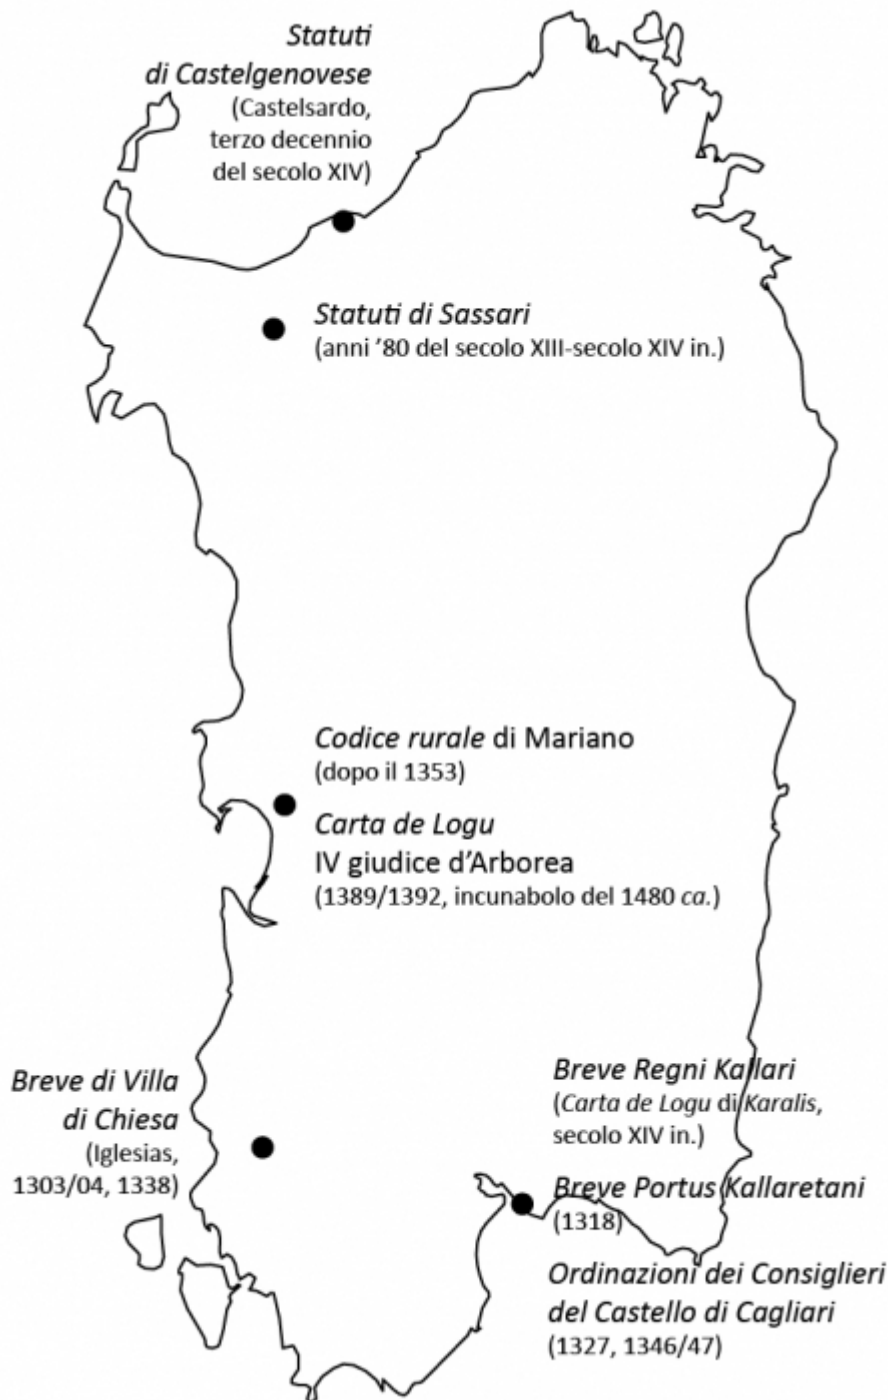 Statuti
di Castelgenovese
(Castelsardo,
terzo decennio
del secolo XIV)
Statuti di Sassari
(anni ’80 del secolo XIII-secolo XIV in.)
Codice rurale di Mariano
(dopo il 1353)
Carta de Logu
IV giudice d’Arborea
(1389/1392, incunabolo del 1480 ca.)
Breve di Villa
di Chiesa
(Iglesias,
1303/04, 1338)
Breve Regni Kallari
(Carta de Logu di Karalis,
secolo XIV in.)
Breve Portus Kallaretani
(1318)
Ordinazioni dei Consiglieri
del Castello di Cagliari
(1327, 1346/47)